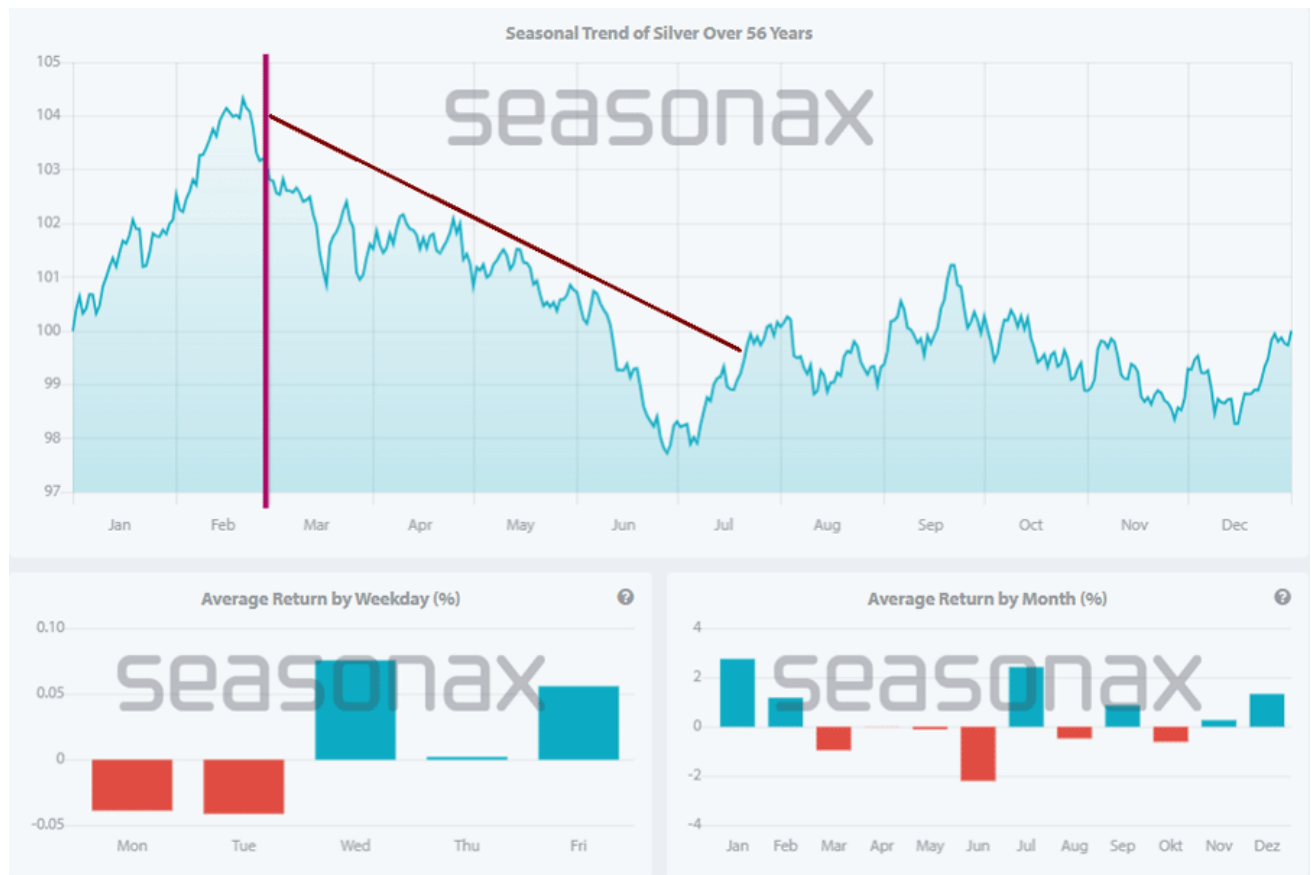 Seasonal Trend of Silver Over 56 Years
seasonax
105
104
103
102
101
100
99
98
97
Jan Feb Mar Apr May Jun Jul Aug Sep Oct Nov Dec
Average Return by Weekday (%) ?
seasonax
0.10
0.05
0
-0.05
Mon Tue Wed Thu Fri
Average Return by Month (%) ?
seasonax
4
2
0
-2
-4
Jan Feb Mar Apr May Jun Jul Aug Sep Okt Nov Dez